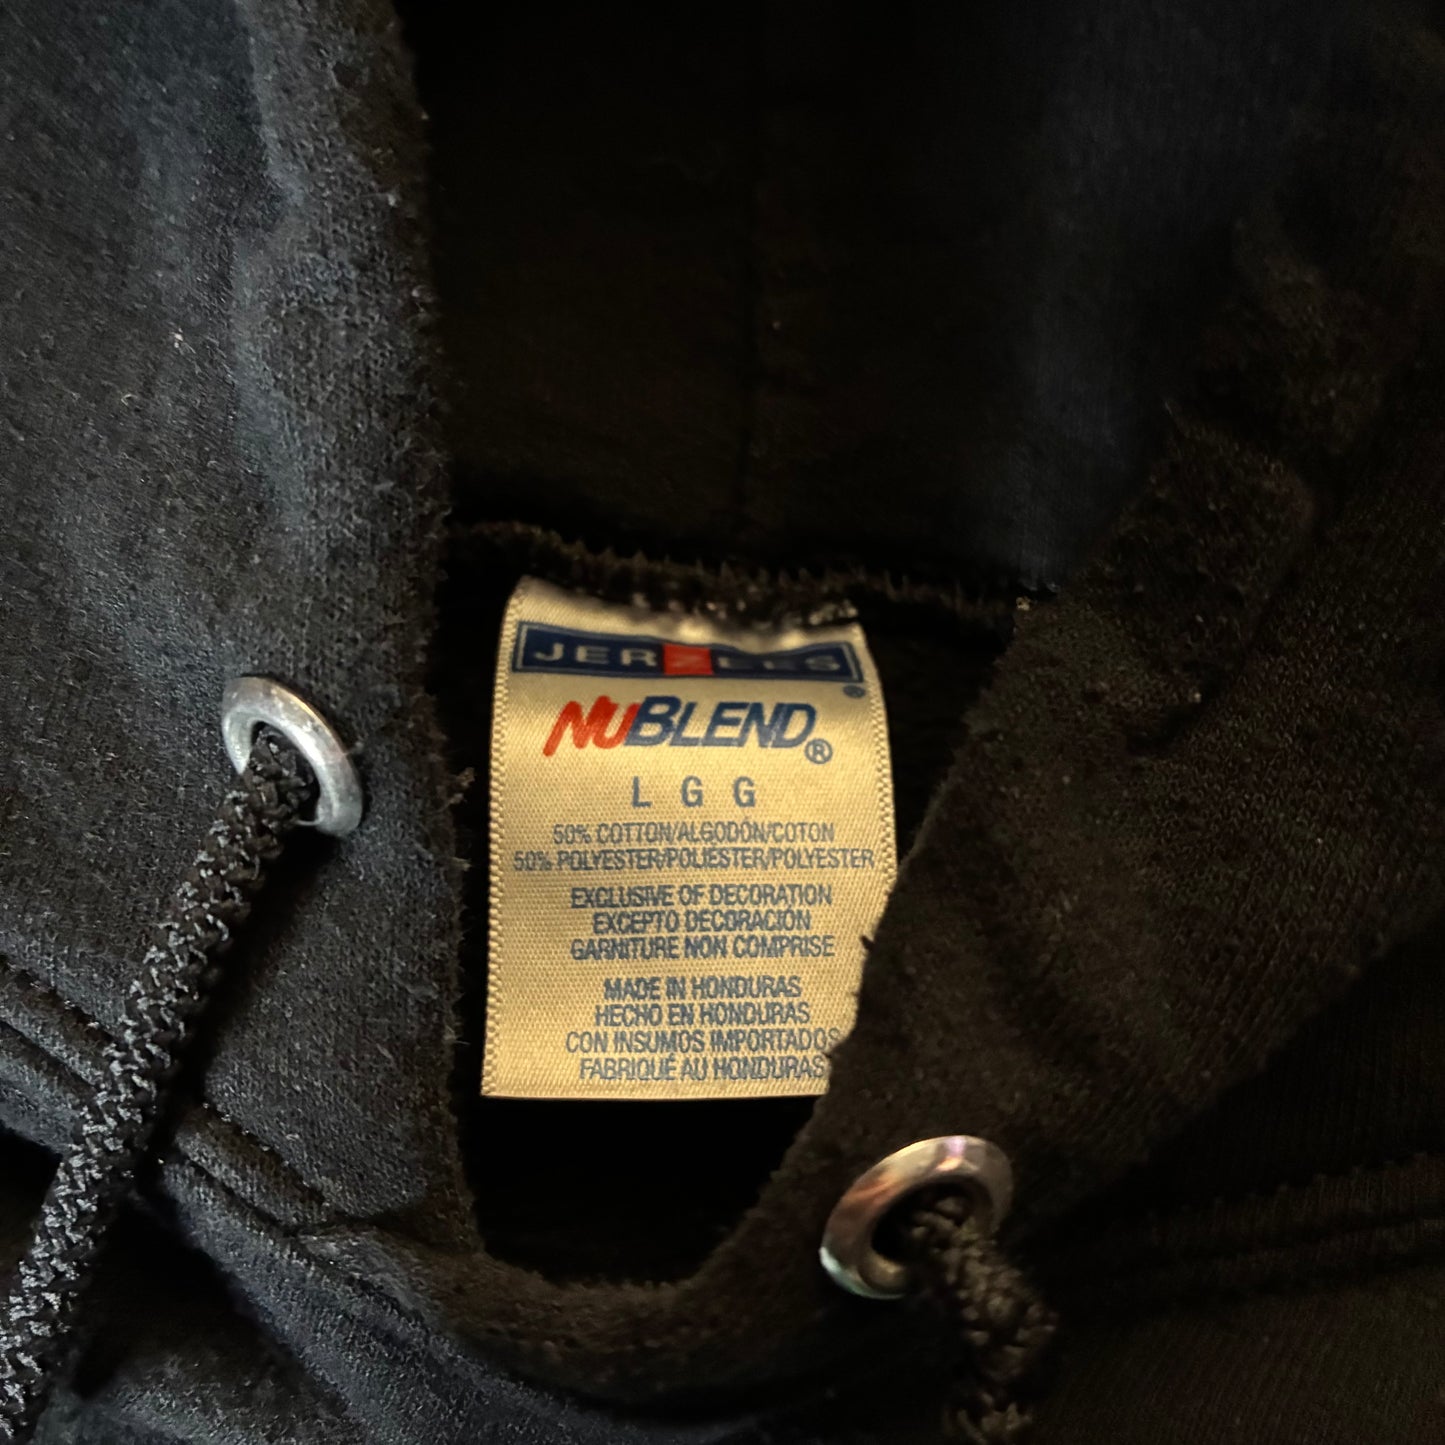 JERZEES
®
NUBLEND®
L G G
50% COTTON/ALGODÓN/COTON
50% POLYESTER/POLIÉSTER/POLYESTER
EXCLUSIVE OF DECORATION
EXCEPTO DECORACIÓN
GARNITURE NON COMPRISE
MADE IN HONDURAS
HECHO EN HONDURAS
CON INSUMOS IMPORTADOS
FABRIQUÉ AU HONDURAS